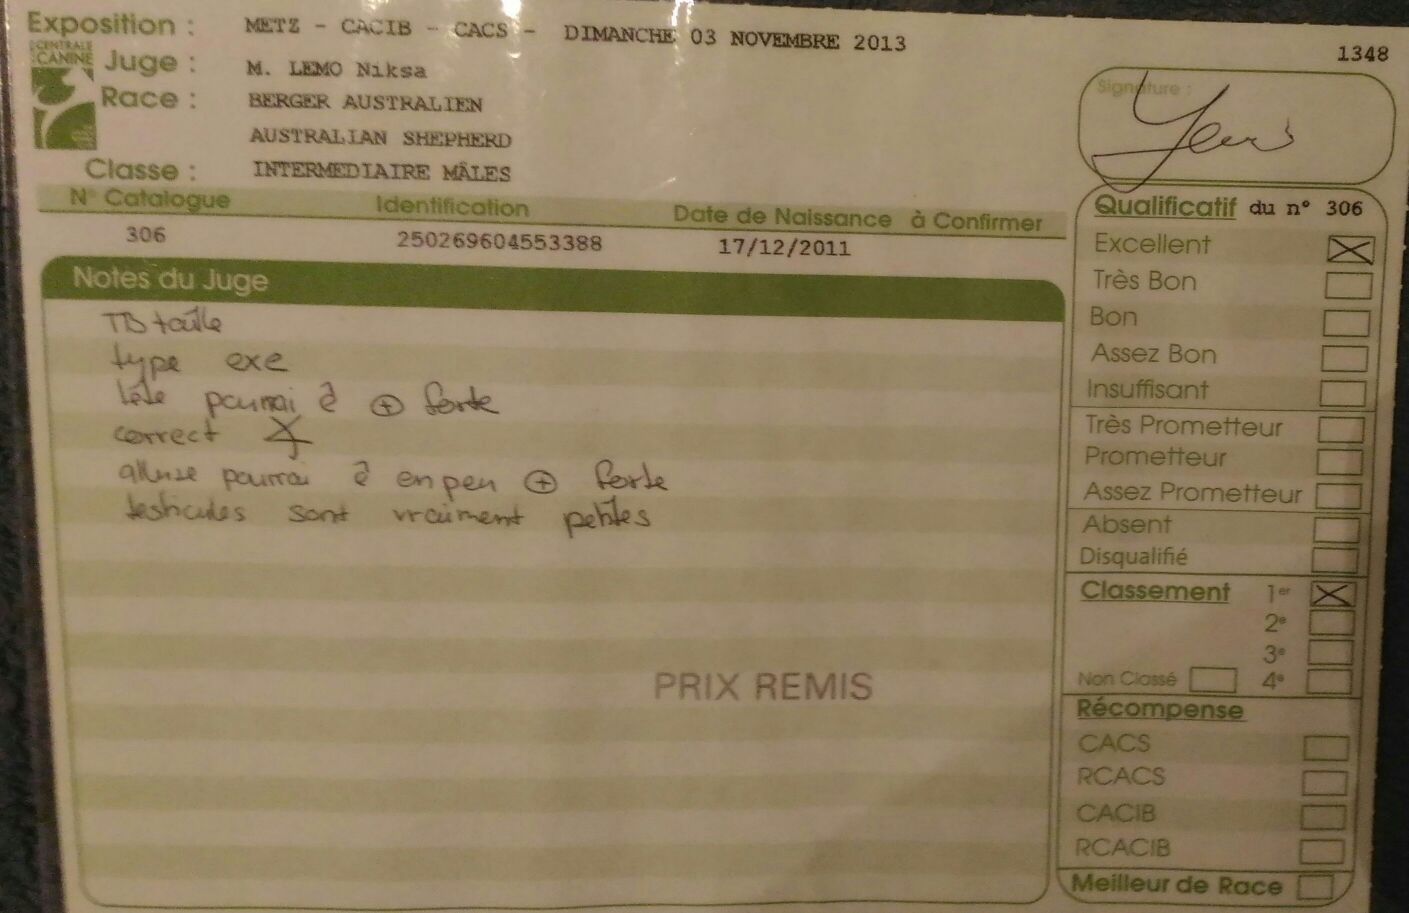 Exposition : METZ - CACIB - CACS - DIMANCHE 03 NOVEMBRE 2013
1348
CENTRALE CANINE
Juge : M. LEMO Niksa
Race : BERGER AUSTRALIEN
AUSTRALIAN SHEPHERD
Classe : INTERMEDIAIRE MÂLES
Signature :
N° Catalogue Identification Date de Naissance à Confirmer
306 250269604553388 17/12/2011
Notes du Juge
TB taille
type exe
tête pourrai ê + forte
correct
allure pourrai ê en peu + forte
testicules sont vraiment petites
PRIX REMIS
Qualificatif du n° 306
Excellent
Très Bon
Bon
Assez Bon
Insuffisant
Très Prometteur
Prometteur
Assez Prometteur
Absent
Disqualifié
Classement 1er
2e
3e
Non Classé 4e
Récompense
CACS
RCACS
CACIB
RCACIB
Meilleur de Race